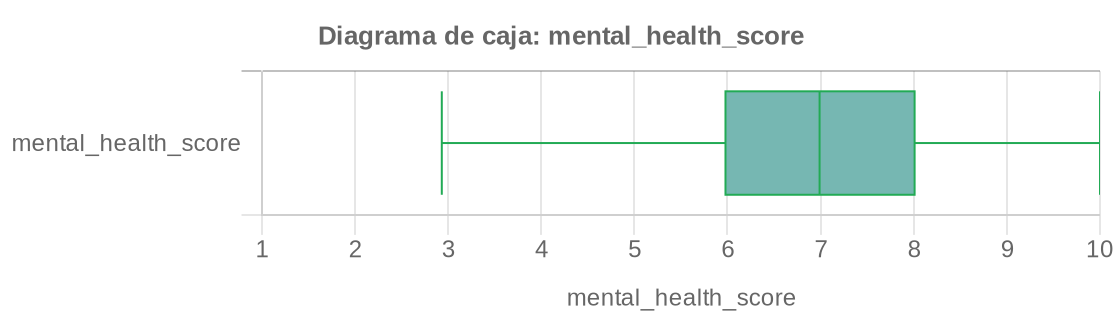 Diagrama de caja: mental_health_score
mental_health_score
1 2 3 4 5 6 7 8 9 10
mental_health_score